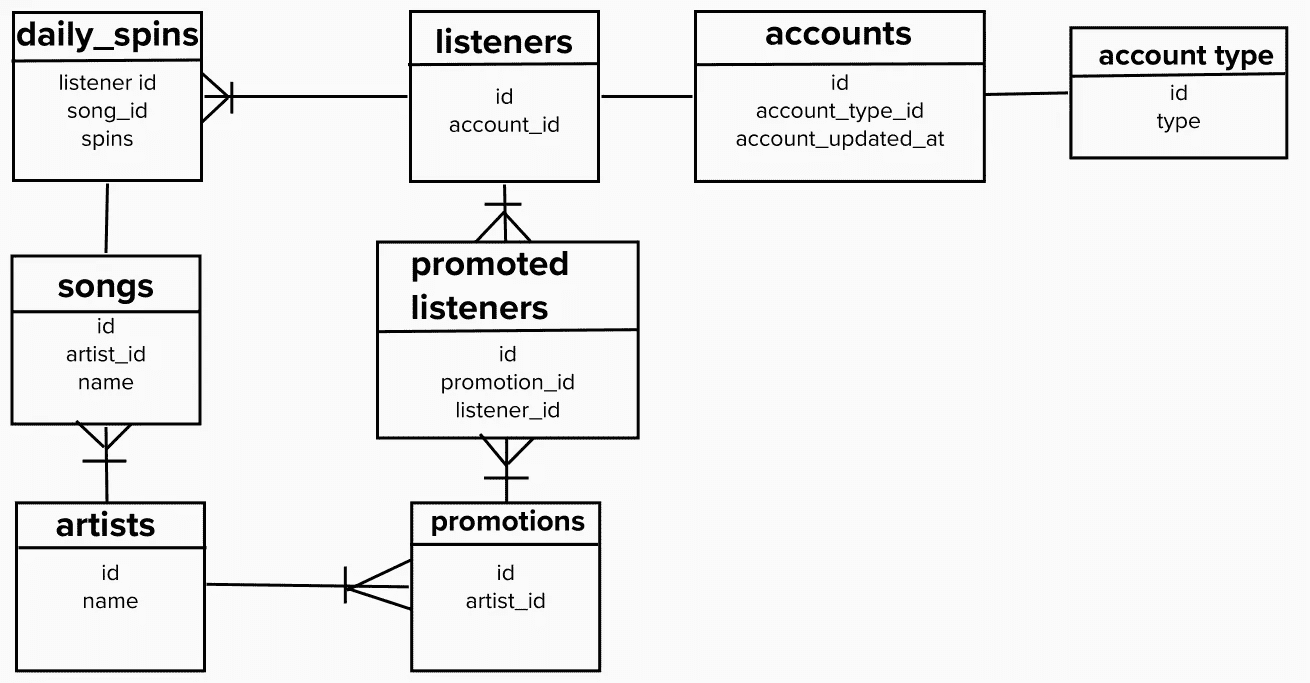 daily_spins
listener id
song_id
spins
listeners
id
account_id
accounts
id
account_type_id
account_updated_at
account type
id
type
songs
id
artist_id
name
promoted
listeners
id
promotion_id
listener_id
artists
id
name
promotions
id
artist_id